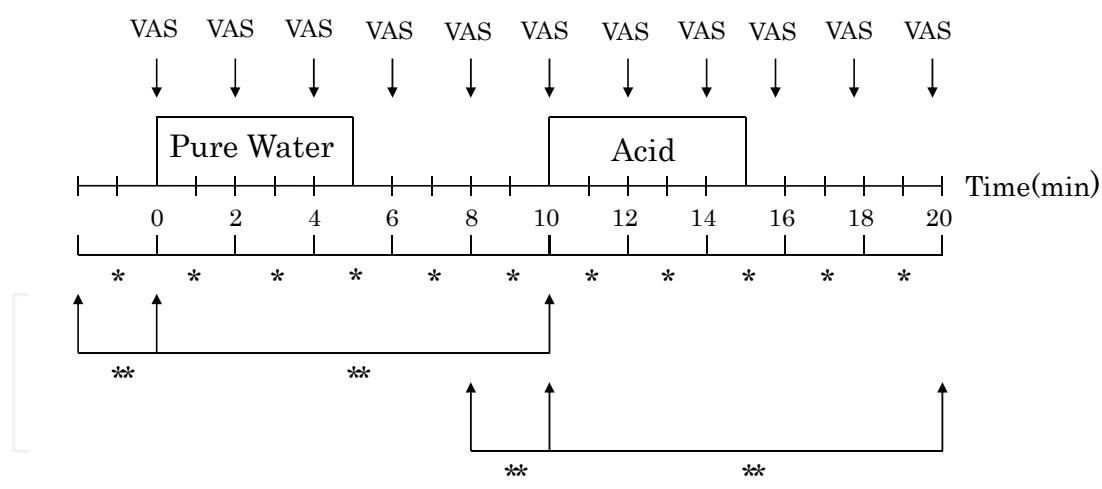 VAS VAS VAS VAS VAS VAS VAS VAS VAS VAS VAS
Pure Water Acid
Time(min)
0 2 4 6 8 10 12 14 16 18 20
* * * * * * * * * * *
** **
** **